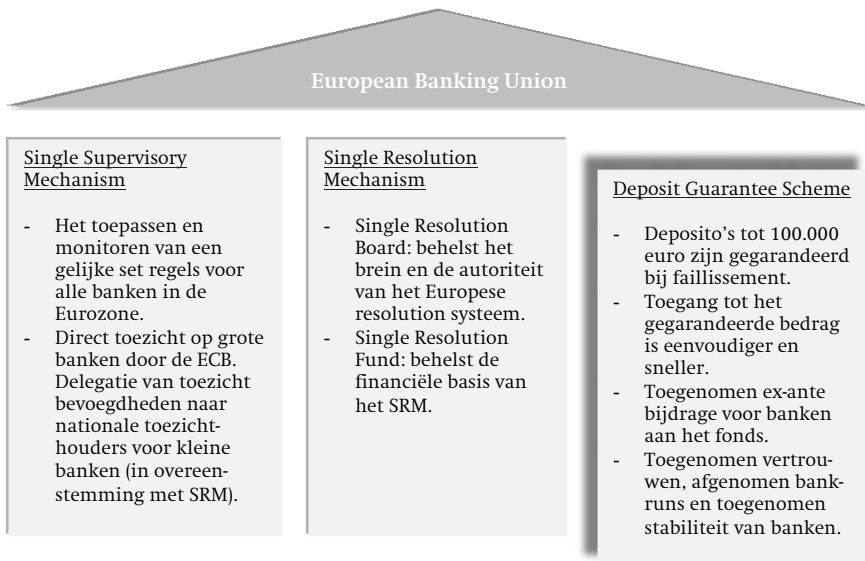 European Banking Union
Single Supervisory
Mechanism
- Het toepassen en
monitoren van een
gelijke set regels voor
alle banken in de
Eurozone.
- Direct toezicht op grote
banken door de ECB.
Delegatie van toezicht
bevoegdheden naar
nationale toezicht-
houders voor kleine
banken (in overeen-
stemming met SRM).
Single Resolution
Mechanism
- Single Resolution
Board: behelst het
brein en de autoriteit
van het Europese
resolution systeem.
- Single Resolution
Fund: behelst de
financiële basis van
het SRM.
Deposit Guarantee Scheme
- Deposito's tot 100.000
euro zijn gegarandeerd
bij faillissement.
- Toegang tot het
gegarandeerde bedrag
is eenvoudiger en
sneller.
- Toegenomen ex-ante
bijdrage voor banken
aan het fonds.
- Toegenomen vertrou-
wen, afgenomen bank-
runs en toegenomen
stabiliteit van banken.